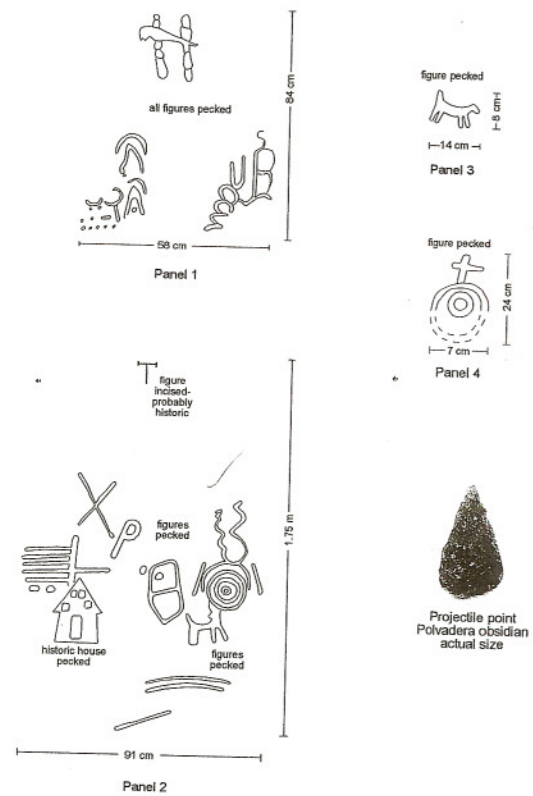 all figures pecked
84 cm
58 cm
Panel 1
figure pecked
8 cm
14 cm
Panel 3
figure pecked
24 cm
7 cm
Panel 4
figure
incised-
probably
historic
1.75 m
figures
pecked
historic house
pecked
figures
pecked
91 cm
Panel 2
Projectile point
Polvadera obsidian
actual size